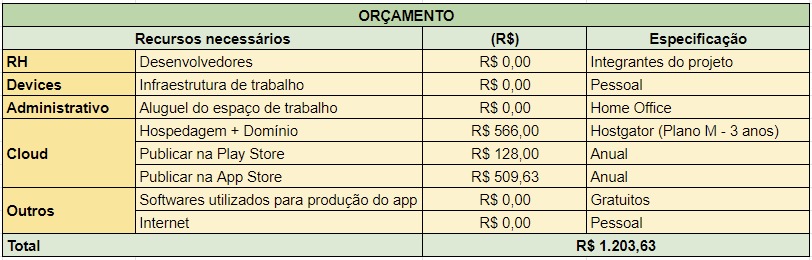 ORÇAMENTO
Recursos necessários (R$) Especificação
RH Desenvolvedores R$ 0,00 Integrantes do projeto
Devices Infraestrutura de trabalho R$ 0,00 Pessoal
Administrativo Aluguel do espaço de trabalho R$ 0,00 Home Office
Cloud Hospedagem + Domínio R$ 566,00 Hostgator (Plano M - 3 anos)
Publicar na Play Store R$ 128,00 Anual
Publicar na App Store R$ 509,63 Anual
Outros Softwares utilizados para produção do app R$ 0,00 Gratuitos
Internet R$ 0,00 Pessoal
Total R$ 1.203,63